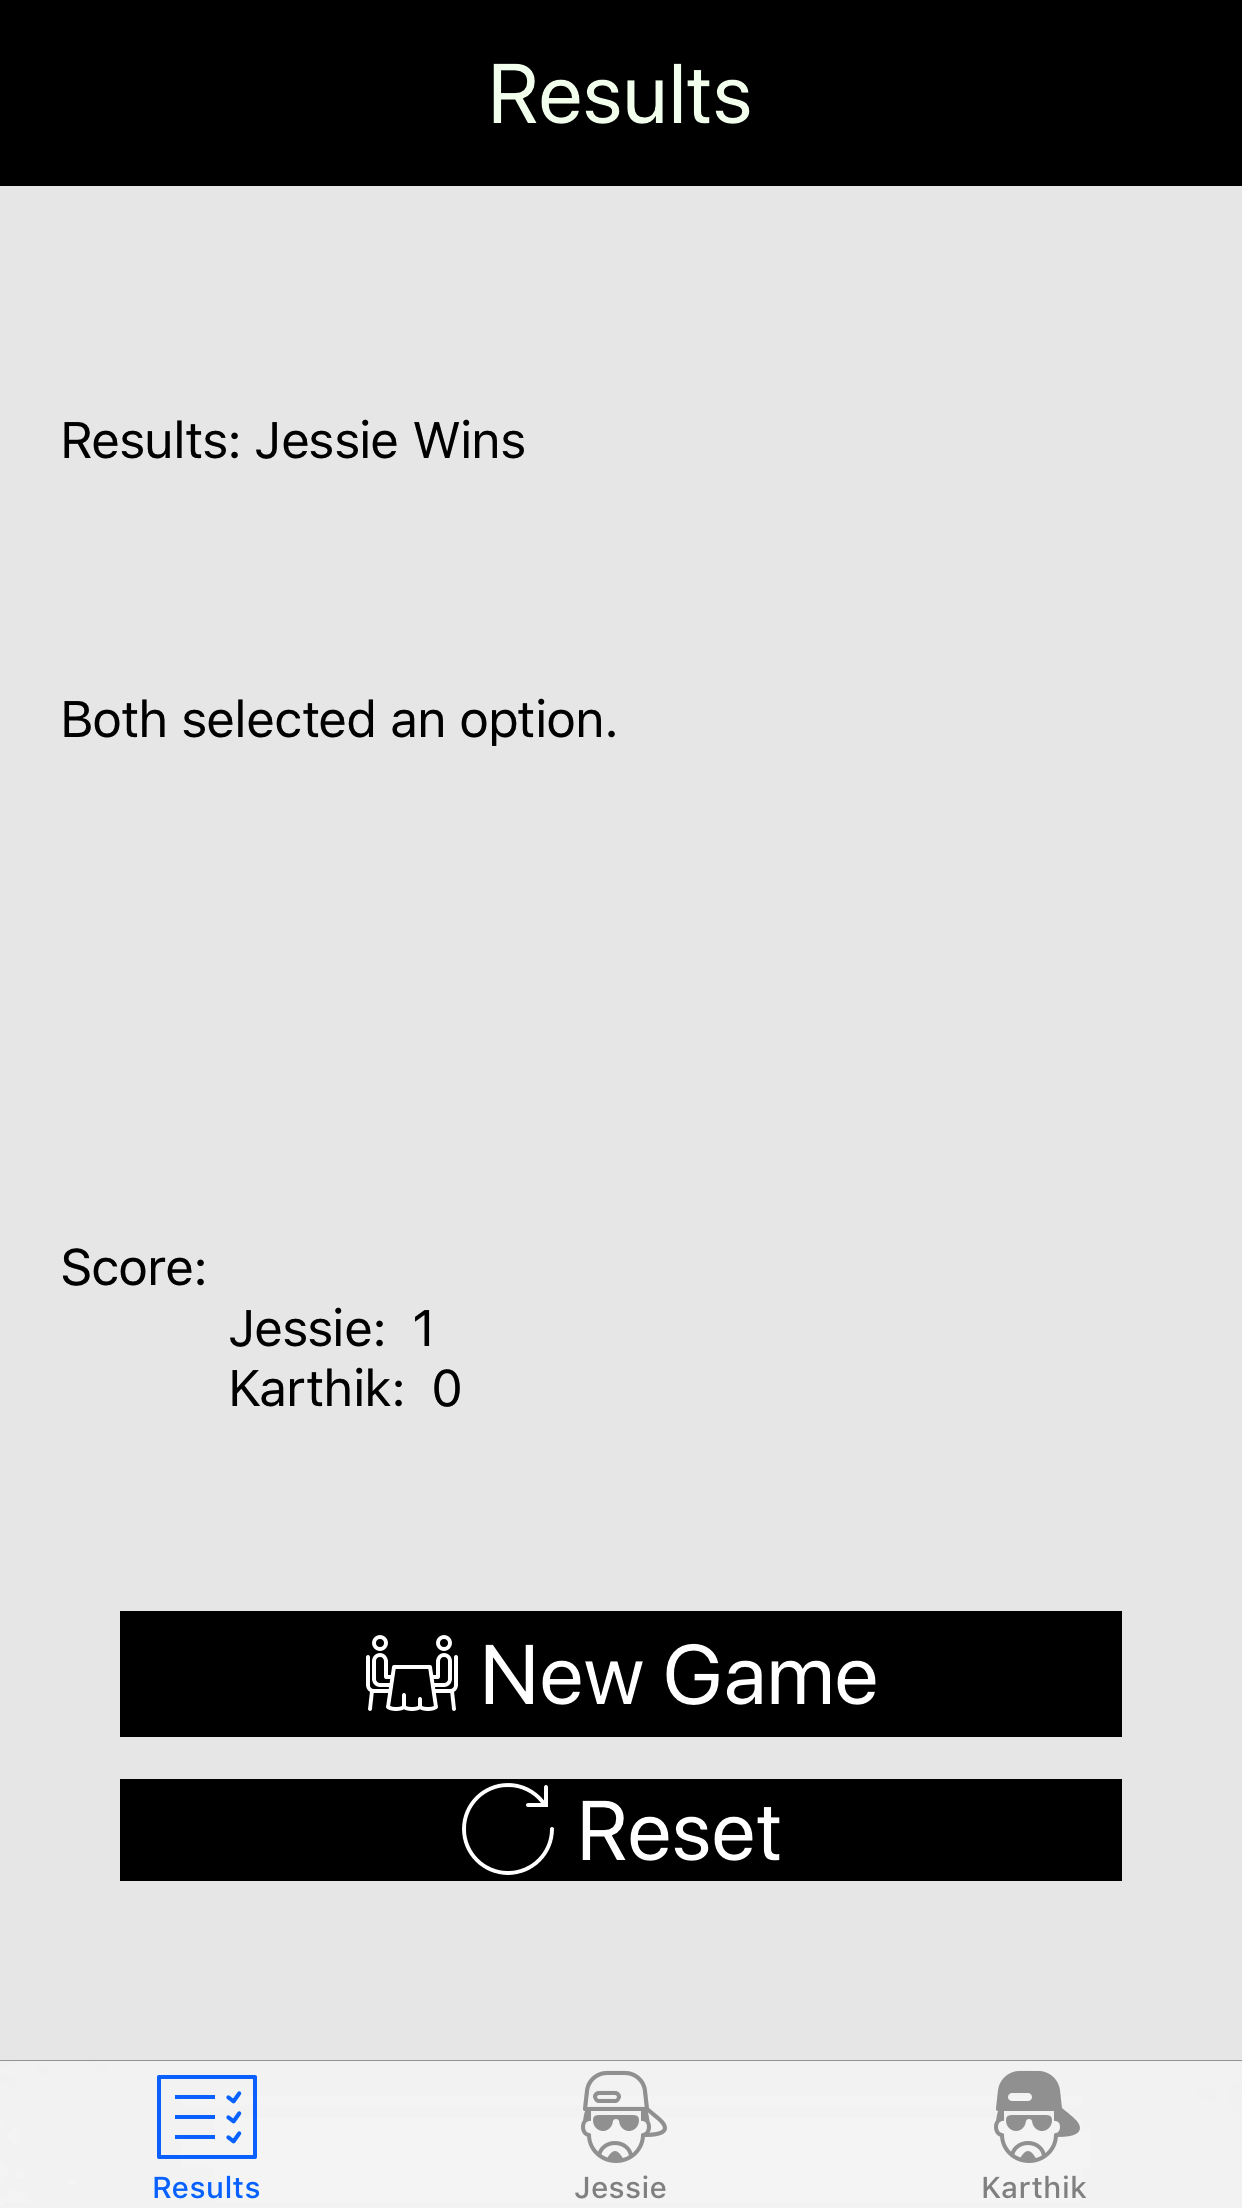 Results
Results: Jessie Wins
Both selected an option.
Score:
Jessie: 1
Karthik: 0
New Game
Reset
Results
Jessie
Karthik